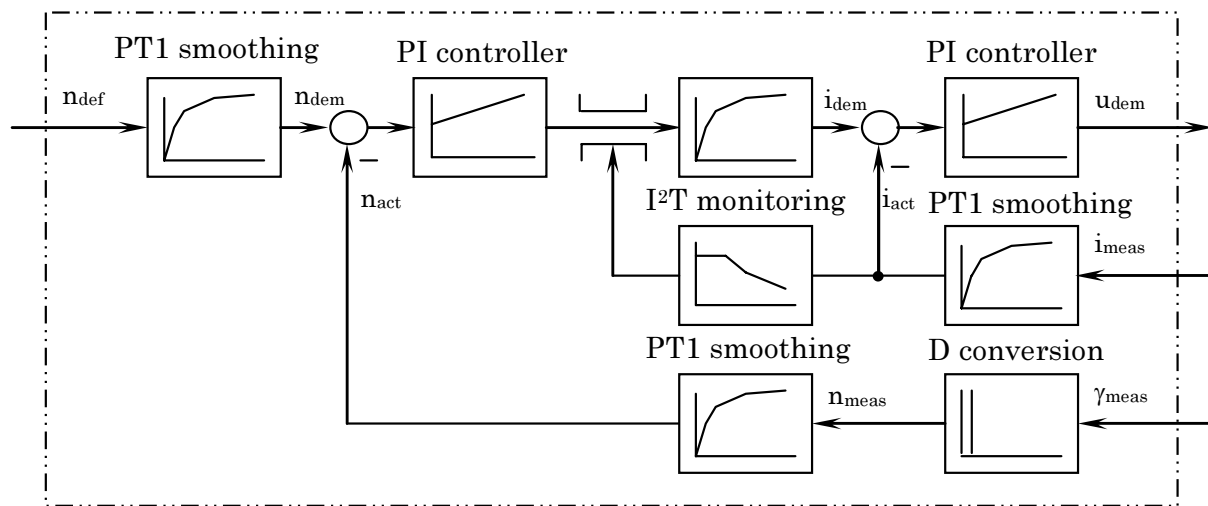 PT1 smoothing
PI controller
PI controller
n_def
n_dem
i_dem
u_dem
–
–
n_act
I²T monitoring
i_act
PT1 smoothing
i_meas
PT1 smoothing
D conversion
n_meas
γ_meas